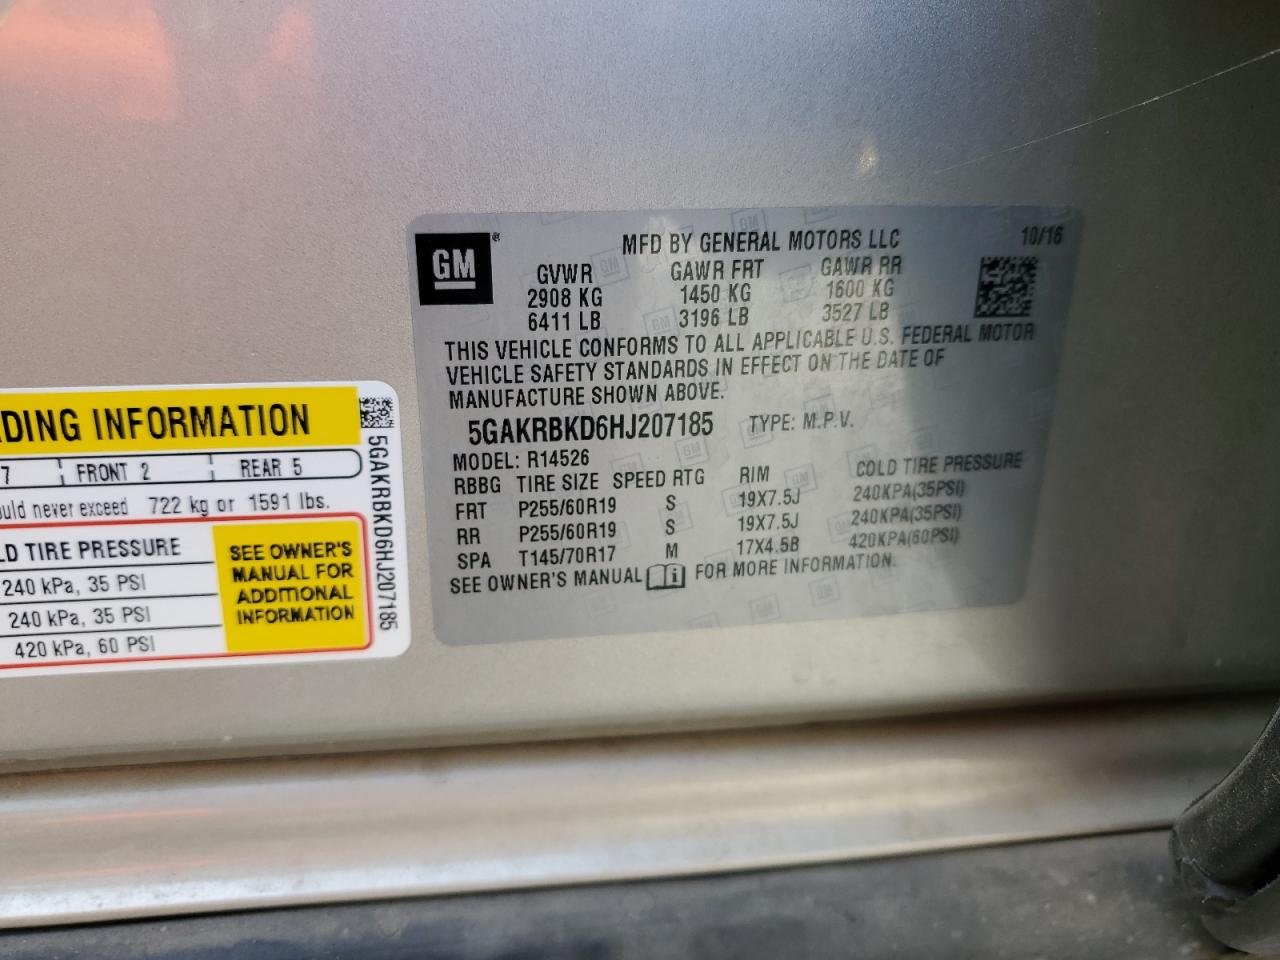 GM ®
MFD BY GENERAL MOTORS LLC 10/16
GVWR GAWR FRT GAWR RR
2908 KG 1450 KG 1600 KG
6411 LB 3196 LB 3527 LB
THIS VEHICLE CONFORMS TO ALL APPLICABLE U.S. FEDERAL MOTOR
VEHICLE SAFETY STANDARDS IN EFFECT ON THE DATE OF
MANUFACTURE SHOWN ABOVE.
5GAKRBKD6HJ207185 TYPE: M.P.V.
MODEL: R14526
RBBG TIRE SIZE SPEED RTG RIM COLD TIRE PRESSURE
FRT P255/60R19 S 19X7.5J 240KPA(35PSI)
RR P255/60R19 S 19X7.5J 240KPA(35PSI)
SPA T145/70R17 M 17X4.5B 420KPA(60PSI)
SEE OWNER'S MANUAL FOR MORE INFORMATION.
ADING INFORMATION
7 FRONT 2 REAR 5
ould never exceed 722 kg or 1591 lbs.
LD TIRE PRESSURE
240 kPa, 35 PSI
240 kPa, 35 PSI
420 kPa, 60 PSI
SEE OWNER'S
MANUAL FOR
ADDITIONAL
INFORMATION
5GAKRBKD6HJ207185